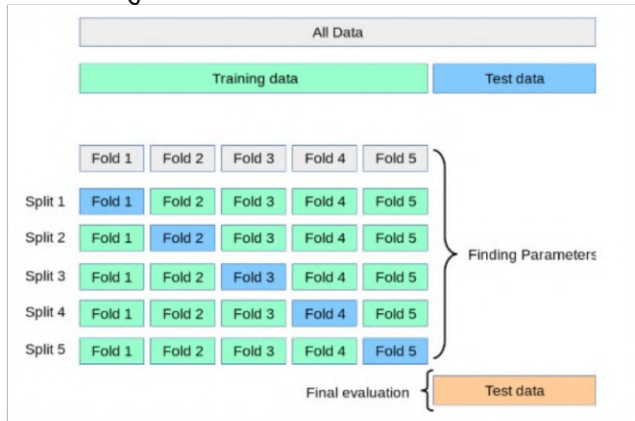 All Data
Training data Test data
Fold 1 Fold 2 Fold 3 Fold 4 Fold 5
Split 1 Fold 1 Fold 2 Fold 3 Fold 4 Fold 5
Split 2 Fold 1 Fold 2 Fold 3 Fold 4 Fold 5
Finding Parameters
Split 3 Fold 1 Fold 2 Fold 3 Fold 4 Fold 5
Split 4 Fold 1 Fold 2 Fold 3 Fold 4 Fold 5
Split 5 Fold 1 Fold 2 Fold 3 Fold 4 Fold 5
Final evaluation Test data